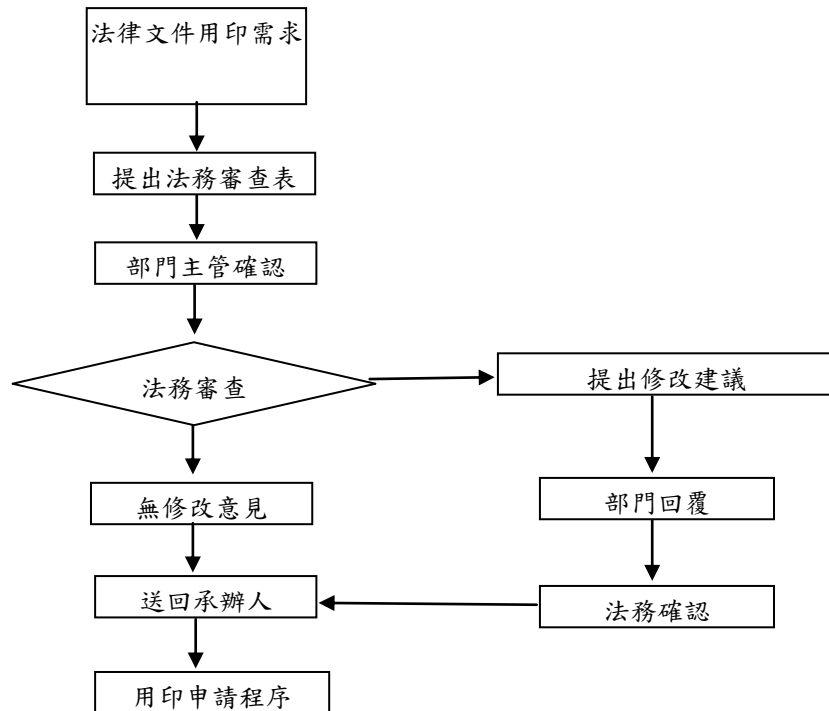 法律文件用印需求
提出法務審查表
部門主管確認
法務審查
提出修改建議
無修改意見
部門回覆
送回承辦人
法務確認
用印申請程序